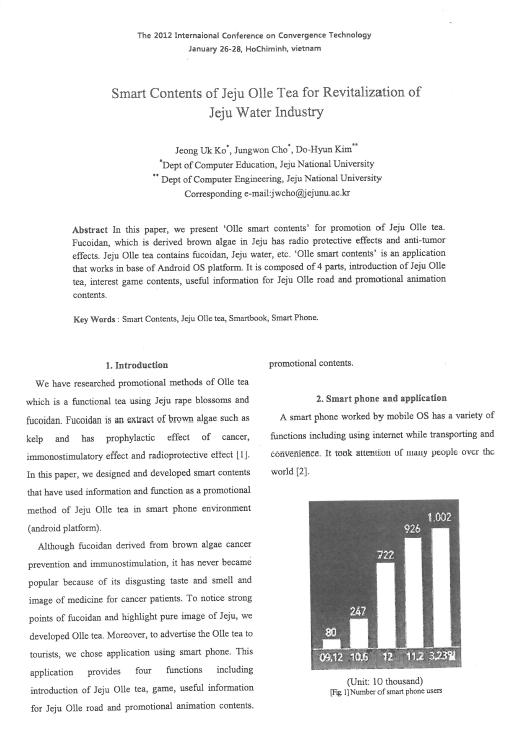 The 2012 Internaional Conference on Convergence Technology
January 26-28, HoChiminh, vietnam
Smart Contents of Jeju Olle Tea for Revitalization of
Jeju Water Industry
Jeong Uk Ko*, Jungwon Cho*, Do-Hyun Kim**
*Dept of Computer Education, Jeju National University
** Dept of Computer Engineering, Jeju National University
Corresponding e-mail:jwcho@jejunu.ac.kr
Abstract In this paper, we present 'Olle smart contents' for promotion of Jeju Olle tea.
Fucoidan, which is derived brown algae in Jeju has radio protective effects and anti-tumor
effects. Jeju Olle tea contains fucoidan, Jeju water, etc. 'Olle smart contents' is an application
that works in base of Android OS platform. It is composed of 4 parts, introduction of Jeju Olle
tea, interest game contents, useful information for Jeju Olle road and promotional animation
contents.
Key Words : Smart Contents, Jeju Olle tea, Smartbook, Smart Phone.
1. Introduction
We have researched promotional methods of Olle tea
which is a functional tea using Jeju rape blossoms and
fucoidan. Fucoidan is an extract of brown algae such as
kelp and has prophylactic effect of cancer,
immonostimulatory effect and radioprotective effect [1].
In this paper, we designed and developed smart contents
that have used information and function as a promotional
method of Jeju Olle tea in smart phone environment
(android platform).
Although fucoidan derived from brown algae cancer
prevention and immunostimulation, it has never became
popular because of its disgusting taste and smell and
image of medicine for cancer patients. To notice strong
points of fucoidan and highlight pure image of Jeju, we
developed Olle tea. Moreover, to advertise the Olle tea to
tourists, we chose application using smart phone. This
application provides four functions including
introduction of Jeju Olle tea, game, useful information
for Jeju Olle road and promotional animation contents.
promotional contents.
2. Smart phone and application
A smart phone worked by mobile OS has a variety of
functions including using internet while transporting and
convenience. It took attention of many people over the
world [2].
80 247 722 926 1,002
09.12 10.6 12 11.2 3.23일
(Unit: 10 thousand)
[Fig. 1] Number of smart phone users